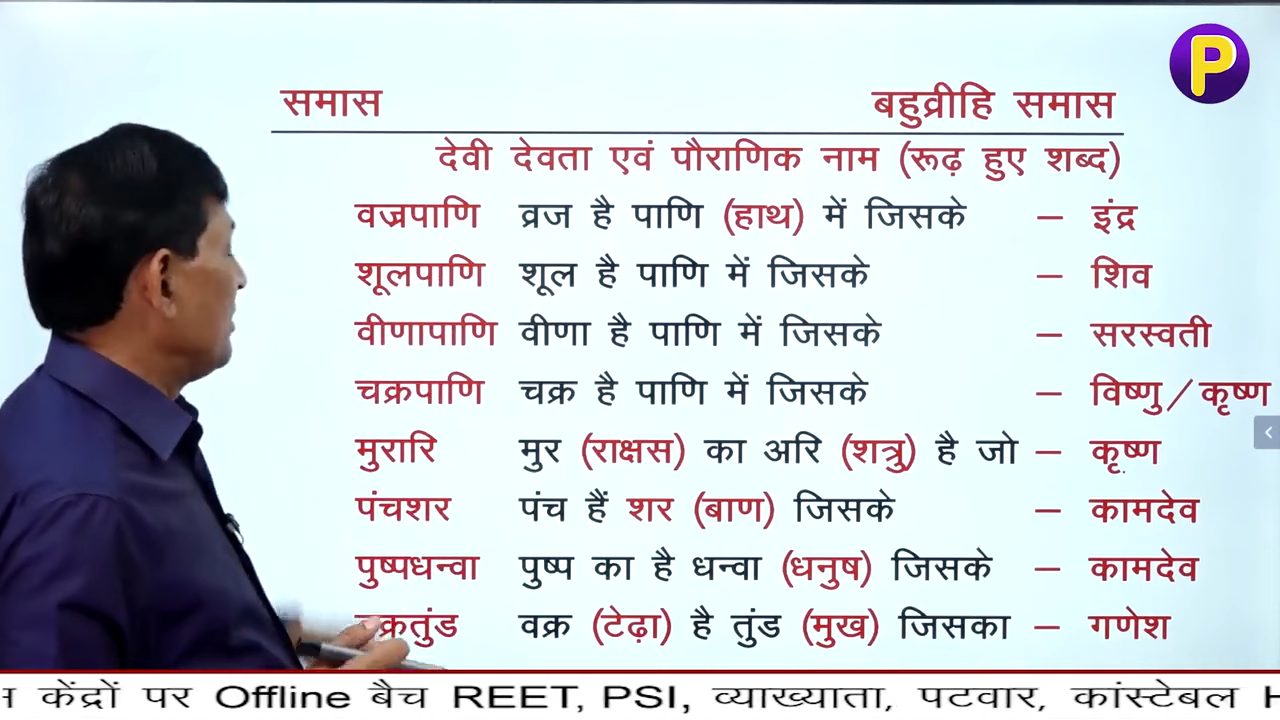 P
समास बहुव्रीहि समास
देवी देवता एवं पौराणिक नाम (रूढ़ हुए शब्द)
वज्रपाणि व्रज है पाणि (हाथ) में जिसके – इंद्र
शूलपाणि शूल है पाणि में जिसके – शिव
वीणापाणि वीणा है पाणि में जिसके – सरस्वती
चक्रपाणि चक्र है पाणि में जिसके – विष्णु/कृष्ण
मुरारि मुर (राक्षस) का अरि (शत्रु) है जो – कृष्ण
पंचशर पंच हैं शर (बाण) जिसके – कामदेव
पुष्पधन्वा पुष्प का है धन्वा (धनुष) जिसके – कामदेव
वक्र (टेढ़ा) है तुंड (मुख) जिसका – गणेश
केंद्रों पर Offline बैच REET, PSI, व्याख्याता, पटवार, कांस्टेबल